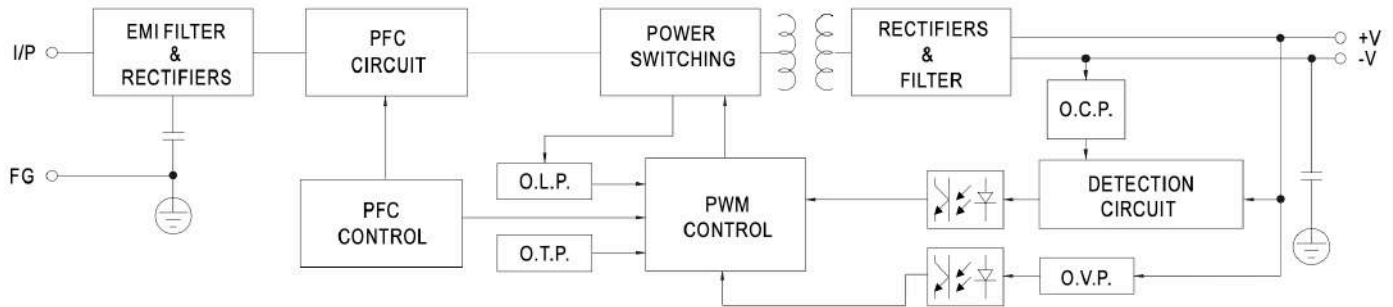 I/P
EMI FILTER
&
RECTIFIERS
PFC
CIRCUIT
POWER
SWITCHING
RECTIFIERS
&
FILTER
+V
-V
O.C.P.
FG
O.L.P.
PFC
CONTROL
O.T.P.
PWM
CONTROL
DETECTION
CIRCUIT
O.V.P.